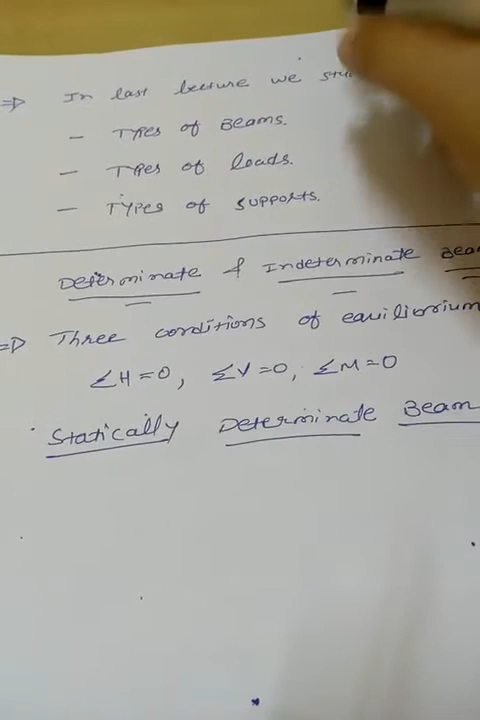 => In last lecture we
- Types of Beams.
- Types of loads.
- Types of supports.
Determinate & Indeterminate
=> Three conditions of equilibrium
ΣH=0, ΣV=0, ΣM=0
Statically Determinate Beam